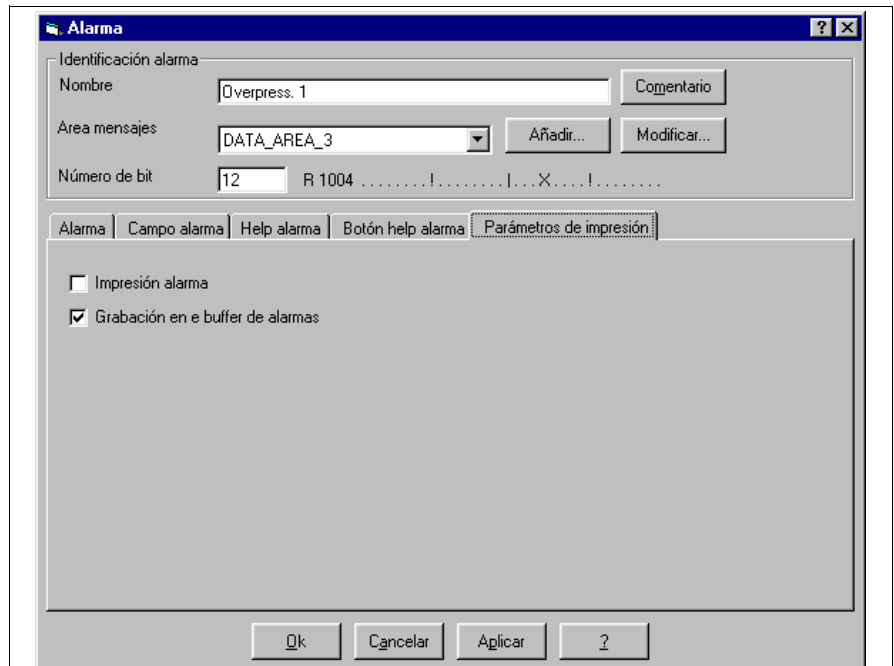 Alarma
Identificación alarma
Nombre Overpress. 1 Comentario
Area mensajes DATA_AREA_3 Añadir... Modificar...
Número de bit 12 R 1004 ........!........|...X....!........
Alarma Campo alarma Help alarma Botón help alarma Parámetros de impresión
Impresión alarma
Grabación en e buffer de alarmas
Ok Cancelar Aplicar ?